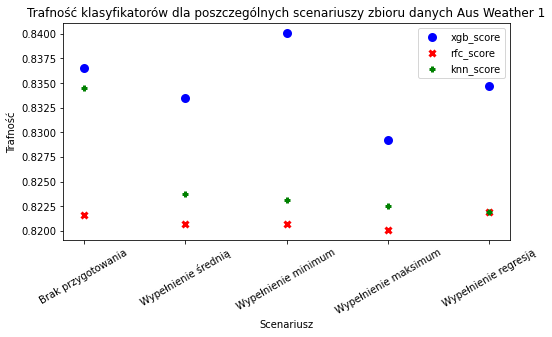 Trafność klasyfikatorów dla poszczególnych scenariuszy zbioru danych Aus Weather 1
xgb_score
rfc_score
knn_score
Trafność
0.8400
0.8375
0.8350
0.8325
0.8300
0.8275
0.8250
0.8225
0.8200
Brak przygotowania
Wypełnienie średnią
Wypełnienie minimum
Wypełnienie maksimum
Wypełnienie regresją
Scenariusz